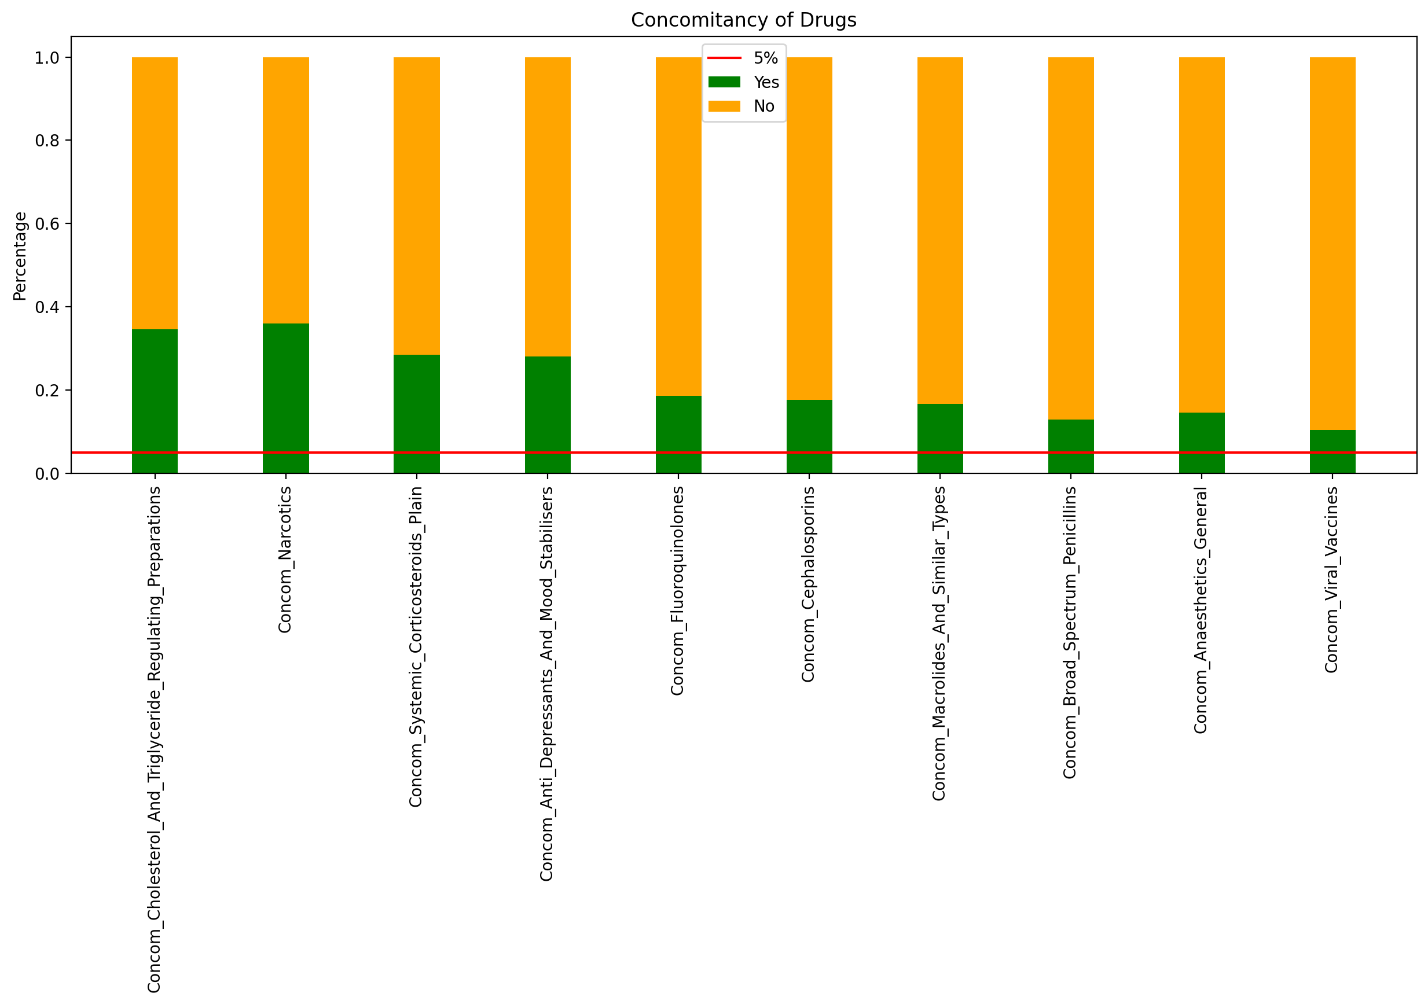 Concomitancy of Drugs
Percentage
1.0
0.8
0.6
0.4
0.2
0.0
5%
Yes
No
Concom_Cholesterol_And_Triglyceride_Regulating_Preparations
Concom_Narcotics
Concom_Systemic_Corticosteroids_Plain
Concom_Anti_Depressants_And_Mood_Stabilisers
Concom_Fluoroquinolones
Concom_Cephalosporins
Concom_Macrolides_And_Similar_Types
Concom_Broad_Spectrum_Penicillins
Concom_Anaesthetics_General
Concom_Viral_Vaccines